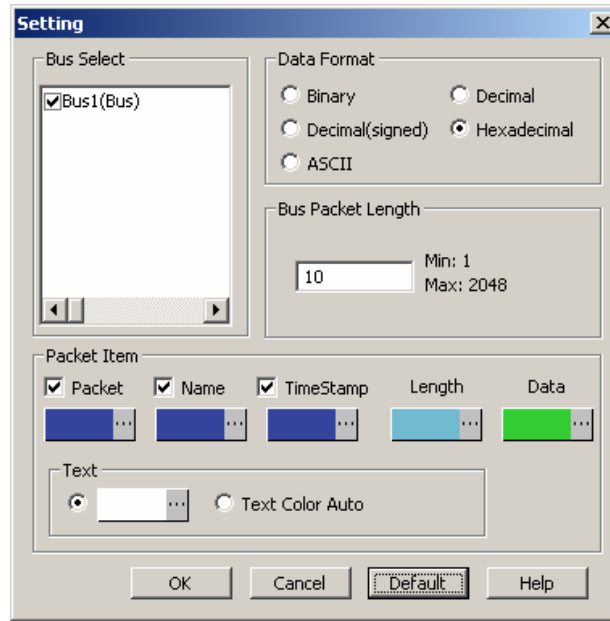 Setting
Bus Select
Bus1(Bus)
Data Format
Binary
Decimal
Decimal(signed)
Hexadecimal
ASCII
Bus Packet Length
10
Min: 1
Max: 2048
Packet Item
Packet
Name
TimeStamp
Length
Data
...
...
...
...
...
Text
...
Text Color Auto
OK
Cancel
Default
Help